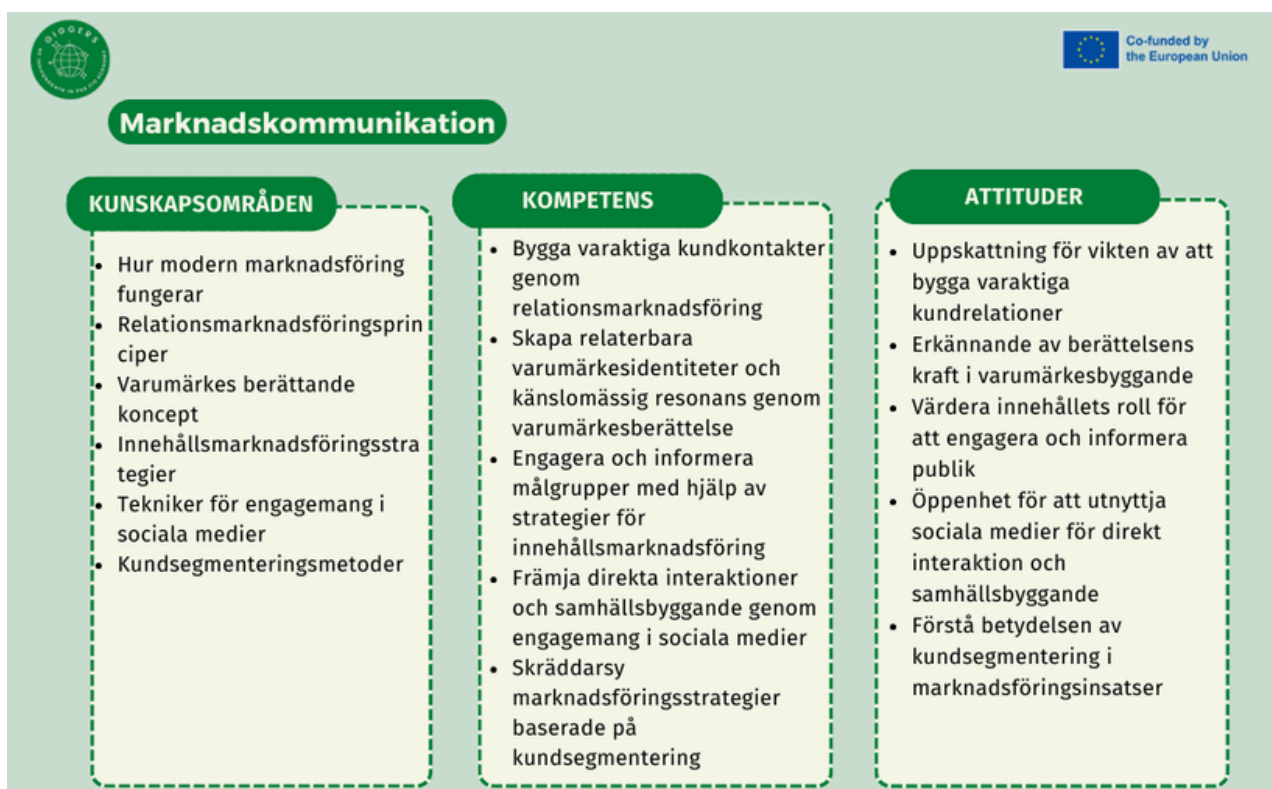 GIGGERS
Co-funded by
the European Union
Marknadskommunikation
KUNSKAPSOMRÅDEN
• Hur modern marknadsföring
fungerar
• Relationsmarknadsföringsprin
ciper
• Varumärkes berättande
koncept
• Innehållsmarknadsföringsstra
tegier
• Tekniker för engagemang i
sociala medier
• Kundsegmenteringsmetoder
KOMPETENS
• Bygga varaktiga kundkontakter
genom
relationsmarknadsföring
• Skapa relaterbara
varumärkesidentiteter och
känslomässig resonans genom
varumärkesberättelse
• Engagera och informera
målgrupper med hjälp av
strategier för
innehållsmarknadsföring
• Främja direkta interaktioner
och samhällsbyggande genom
engagemang i sociala medier
• Skräddarsy
marknadsföringsstrategier
baserade på
kundsegmentering
ATTITUDER
• Uppskattning för vikten av att
bygga varaktiga
kundrelationer
• Erkännande av berättelsens
kraft i varumärkesbyggande
• Värdera innehållets roll för
att engagera och informera
publik
• Öppenhet för att utnyttja
sociala medier för direkt
interaktion och
samhällsbyggande
• Förstå betydelsen av
kundsegmentering i
marknadsföringsinsatser